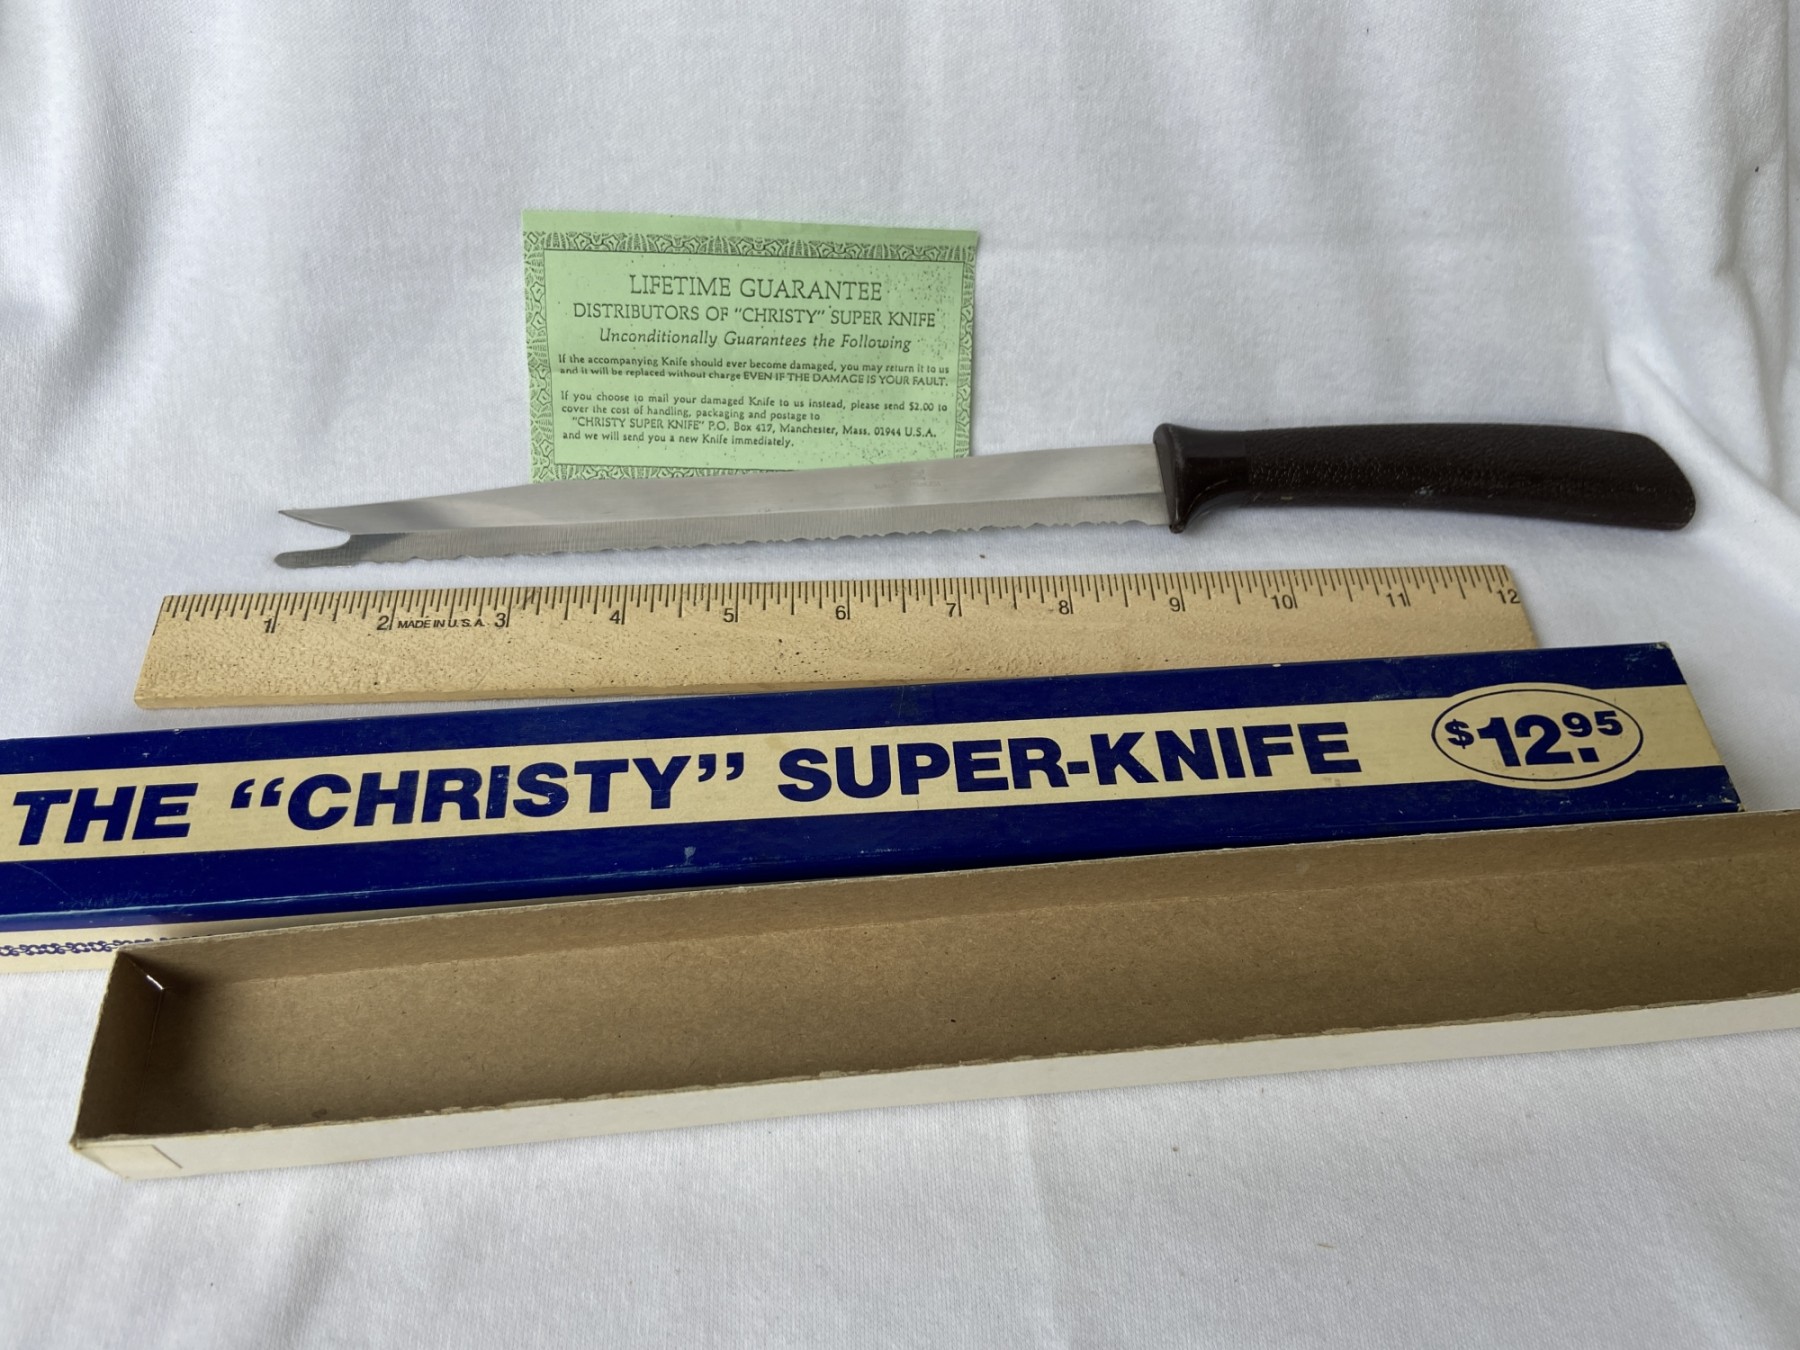 LIFETIME GUARANTEE
DISTRIBUTORS OF "CHRISTY" SUPER KNIFE
Unconditionally Guarantees the Following
If the accompanying Knife should ever become damaged, you may return it to us
and it will be replaced without charge EVEN IF THE DAMAGE IS YOUR FAULT.
If you choose to mail your damaged Knife to us instead, please send $2.00 to
cover the cost of handling, packaging and postage to
"CHRISTY SUPER KNIFE" P.O. Box 417, Manchester, Mass. 01944 U.S.A.
and we will send you a new Knife immediately.
1 2 MADE IN U.S.A. 3 4 5 6 7 8 9 10 11 12
THE “CHRISTY” SUPER-KNIFE $12.95